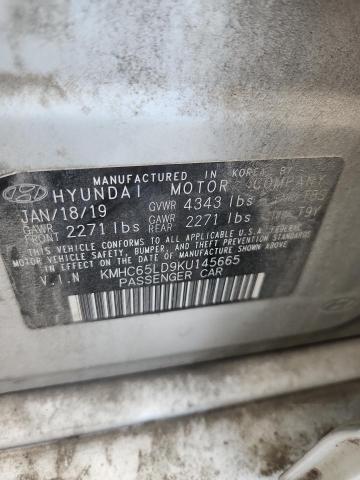 MANUFACTURED IN KOREA BY
HYUNDAI MOTOR COMPANY
JAN/18/19 GVWR 4343 lbs
GAWR FRONT 2271 lbs GAWR REAR 2271 lbs
THIS VEHICLE CONFORMS TO ALL APPLICABLE U.S.A FEDERAL
MOTOR VEHICLE SAFETY, BUMPER, AND THEFT PREVENTION STANDARDS
IN EFFECT ON THE DATE OF MANUFACTURE SHOWN ABOVE.
V.I.N KMHC65LD9KU145665
PASSENGER CAR